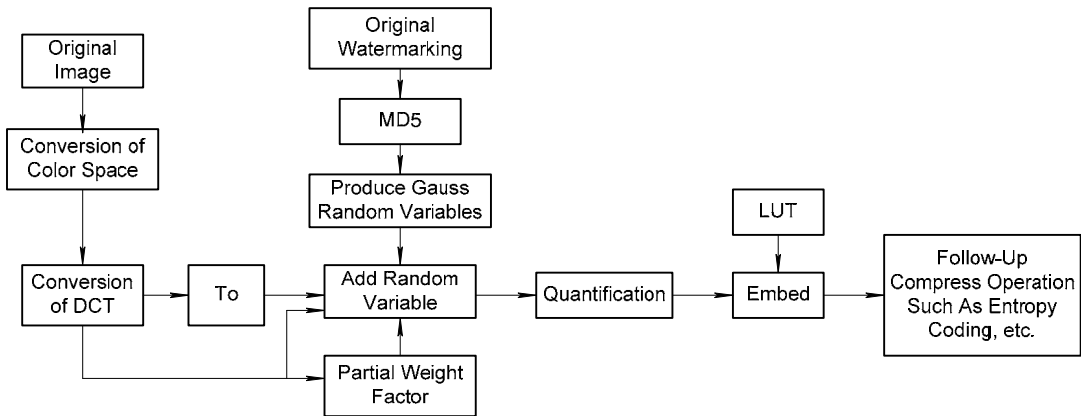 Original
Image
Conversion of
Color Space
Conversion
of DCT
To
Original
Watermarking
MD5
Produce Gauss
Random Variables
Add Random
Variable
Partial Weight
Factor
Quantification
LUT
Embed
Follow-Up
Compress Operation
Such As Entropy
Coding, etc.